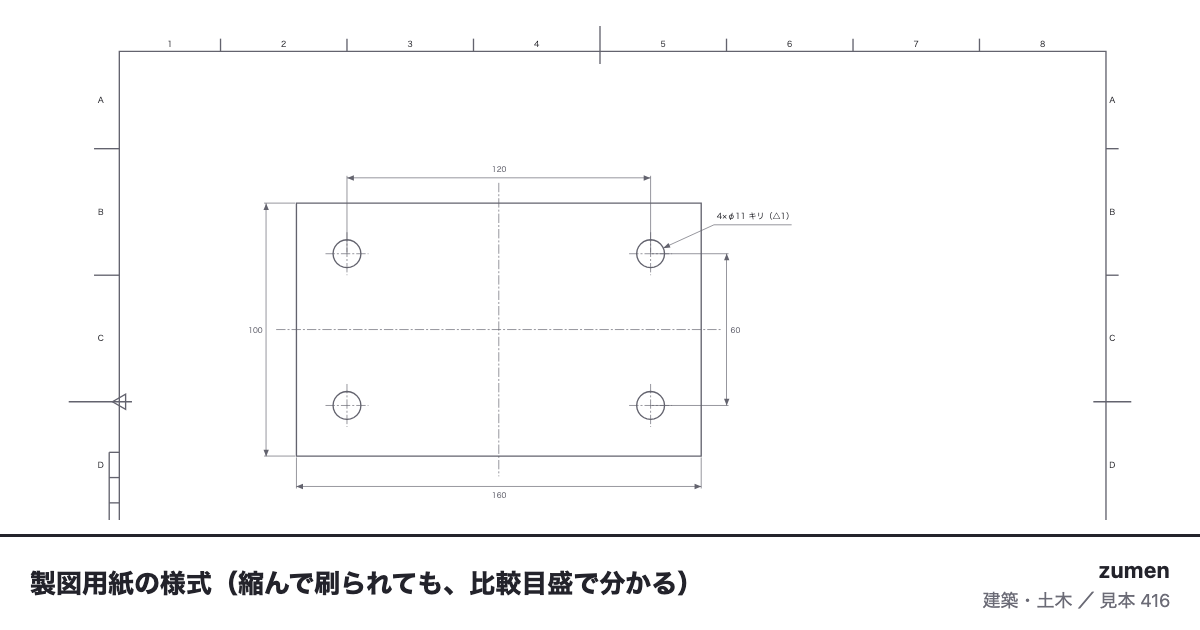 1 2 3 4 5 6 7 8
A A
120
B 4×φ11 キリ（△1） B
100 60
C C
D D
160
製図用紙の様式（縮んで刷られても、比較目盛で分かる）
zumen
建築・土木 ／ 見本 416